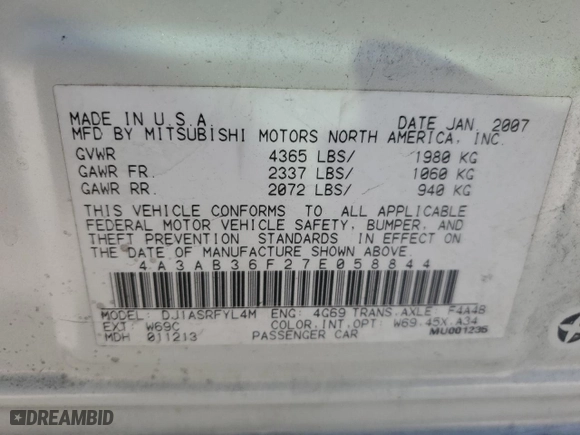 MADE IN U.S.A. DATE JAN. 2007
MFD BY MITSUBISHI MOTORS NORTH AMERICA, INC.
GVWR 4365 LBS/ 1980 KG
GAWR FR. 2337 LBS/ 1060 KG
GAWR RR. 2072 LBS/ 940 KG
THIS VEHICLE CONFORMS TO ALL APPLICABLE
FEDERAL MOTOR VEHICLE SAFETY, BUMPER, AND
THEFT PREVENTION STANDARDS IN EFFECT ON
THE DATE OF MANUFACTURE SHOWN ABOVE.
4A3AB36F27E058844
MODEL: DJ1ASRFYL4M ENG: 4G69 TRANS.AXLE: F4A4B
EXT: W69C COLOR.INT.OPT: W69.45X.A34
MDH 011213 PASSENGER CAR MU001236
DREAMBID